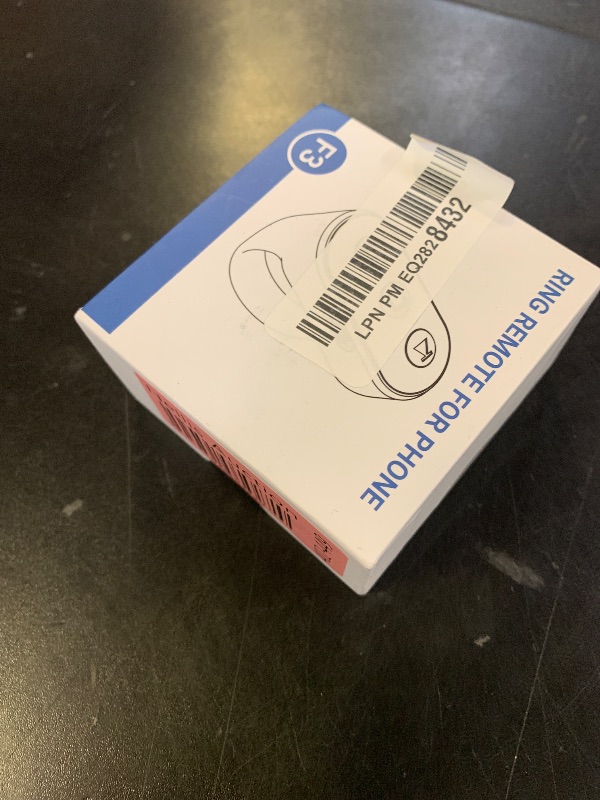 F3
LPN PM EQ2828432
RING REMOTE FOR PHONE